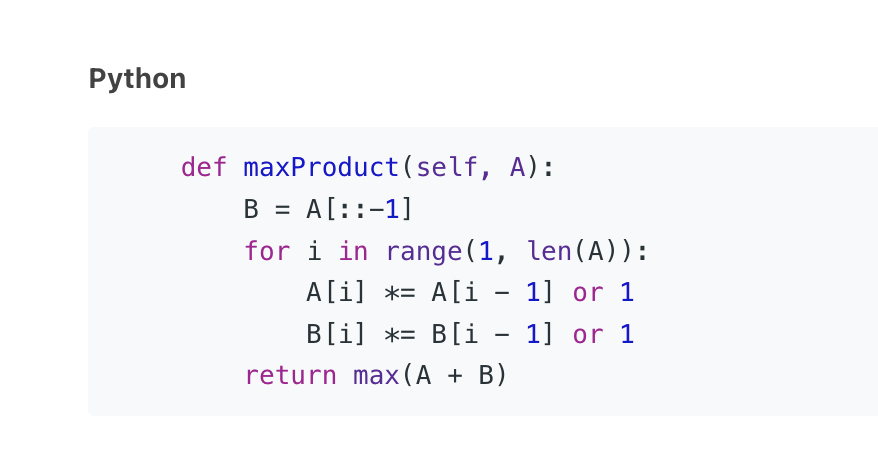 Python
def maxProduct(self, A):
B = A[::-1]
for i in range(1, len(A)):
A[i] *= A[i - 1] or 1
B[i] *= B[i - 1] or 1
return max(A + B)